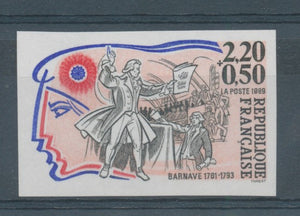 2,20
+0,50
LA POSTE 1989
REPUBLIQUE
FRANÇAISE
BARNAVE 1761-1793